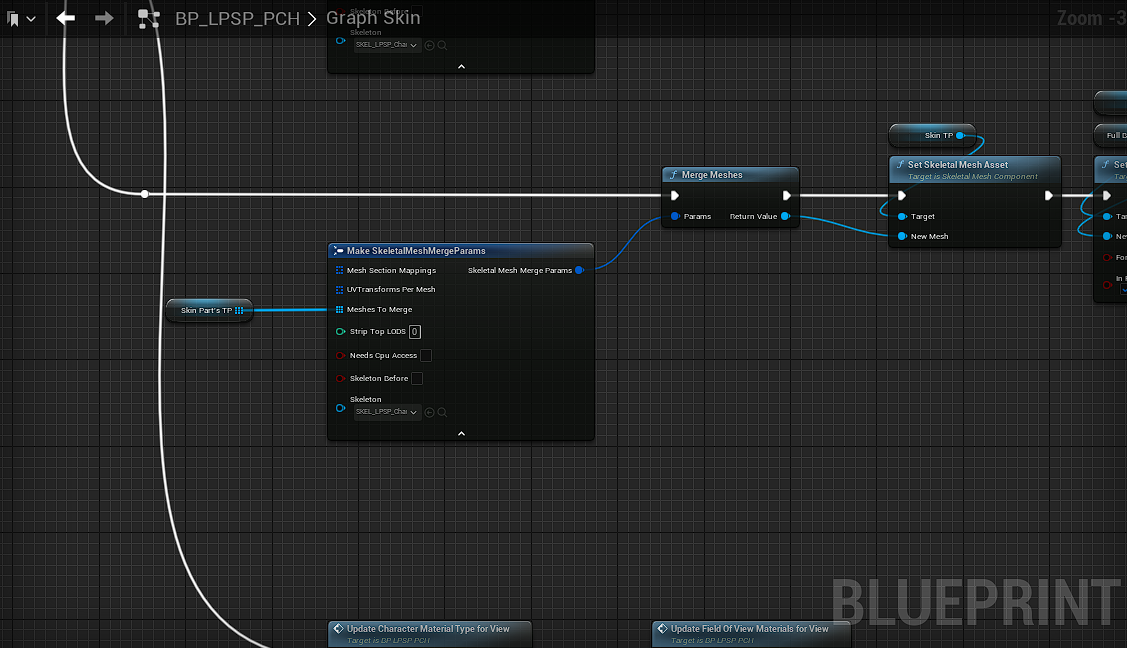 BP_LPSP_PCH > Graph Skin
Zoom -3
Skeleton Before
Skeleton
SKEL_LPSP_Char
Skin TP
Full B
Set Skeletal Mesh Asset
Target is Skeletal Mesh Component
Target
New Mesh
Set
Tar
Ta
Ne
For
In F
Merge Meshes
Params
Return Value
Make SkeletalMeshMergeParams
Mesh Section Mappings
Skeletal Mesh Merge Params
UVTransforms Per Mesh
Skin Part's TP
Meshes To Merge
Strip Top LODS 0
Needs Cpu Access
Skeleton Before
Skeleton
SKEL_LPSP_Char
BLUEPRINT
Update Character Material Type for View
Target is BP LPSP PCH
Update Field Of View Materials for View
Target is BP LPSP PCH